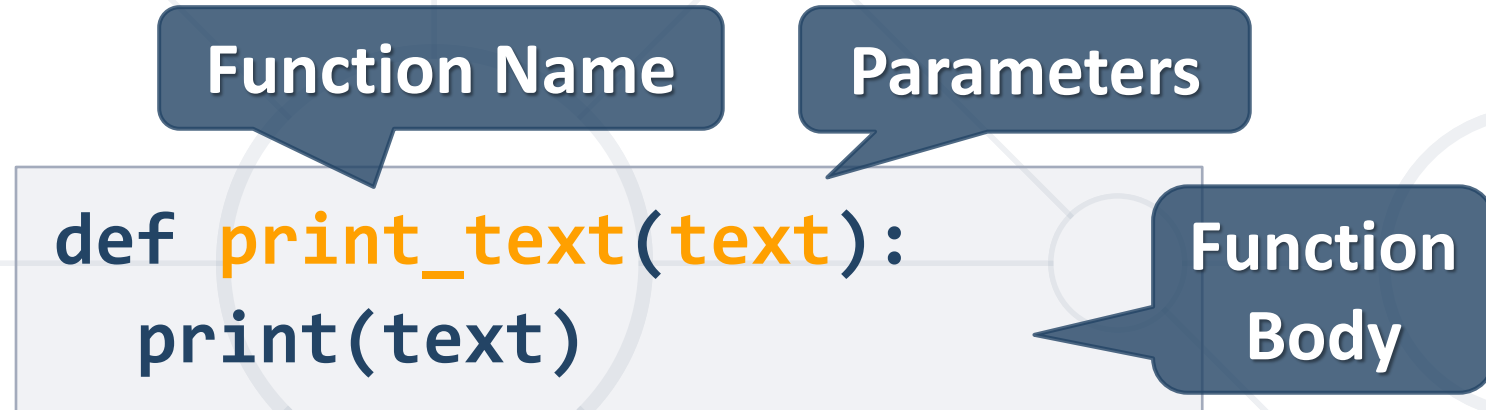 Function Name
Parameters
def print_text(text):
print(text)
Function
Body